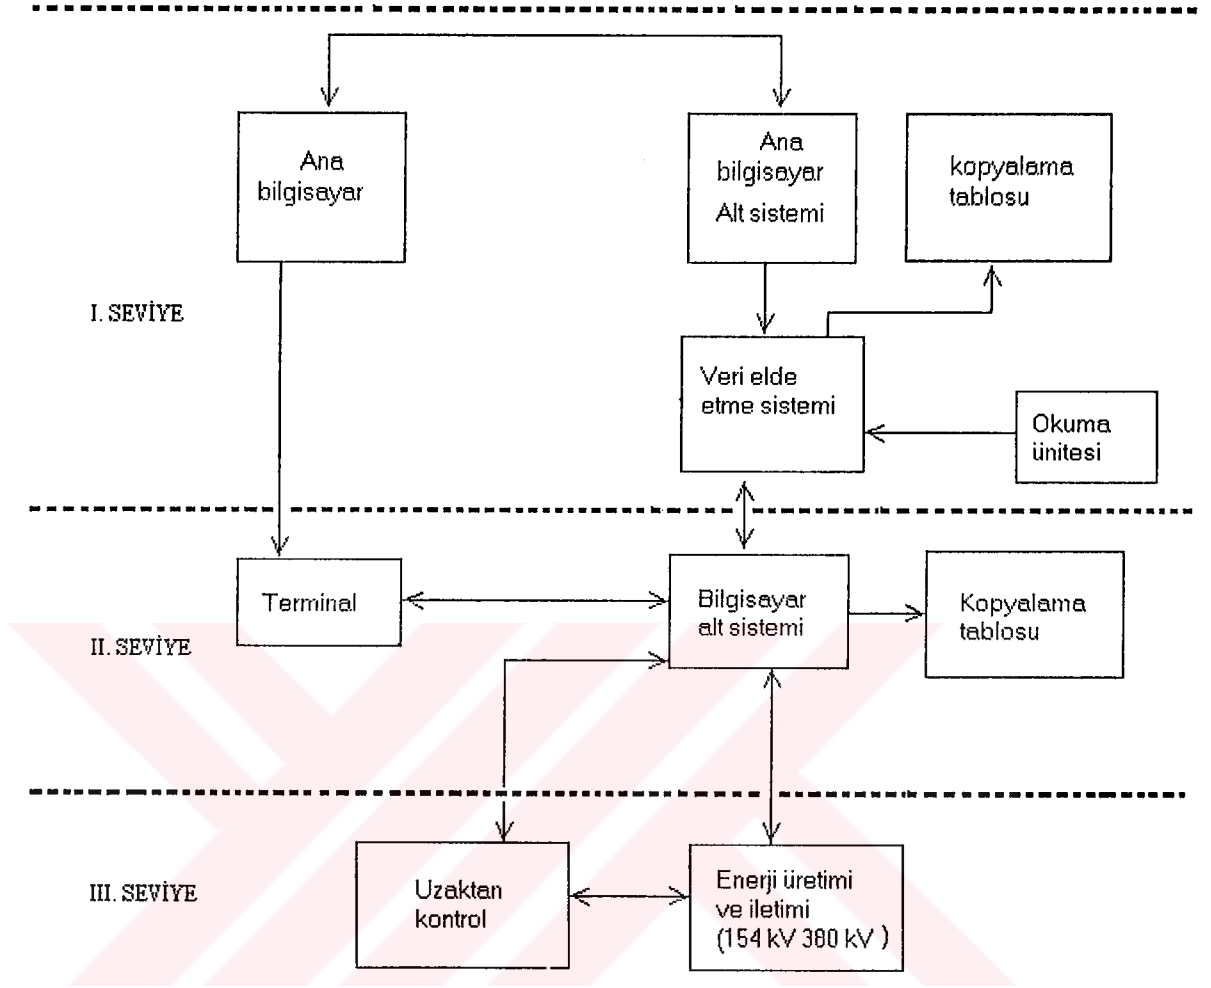 Ana
bilgisayar
Ana
bilgisayar
Alt sistemi
kopyalama
tablosu
I. SEVİYE
Veri elde
etme sistemi
Okuma
ünitesi
Terminal
Bilgisayar
alt sistemi
Kopyalama
tablosu
II. SEVİYE
Uzaktan
kontrol
Enerji üretimi
ve iletimi
(154 kV 380 kV )
III. SEVİYE